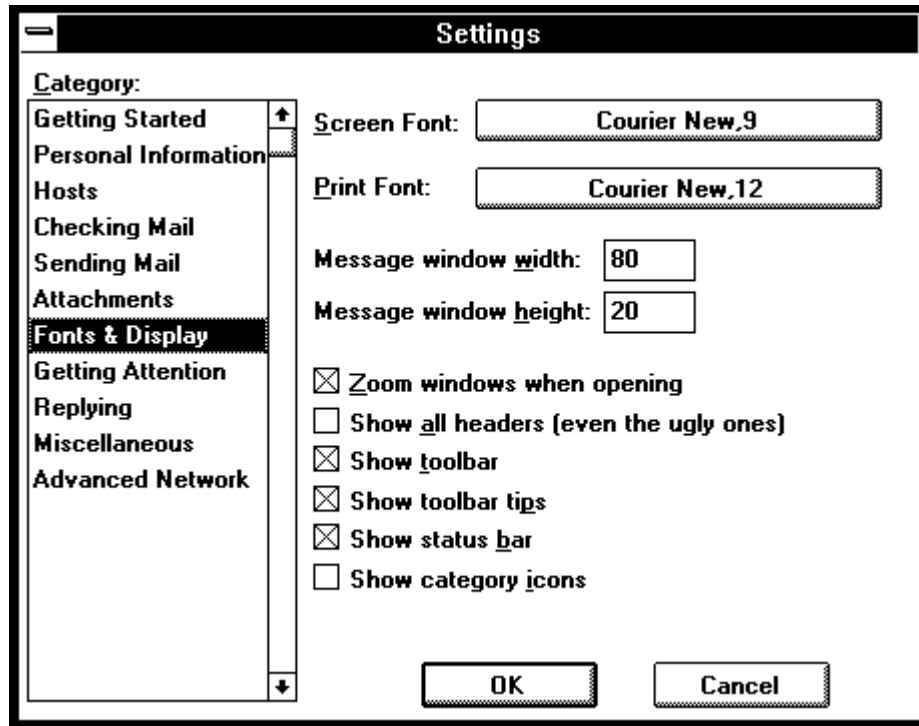 Settings
Category:
Getting Started
Personal Information
Hosts
Checking Mail
Sending Mail
Attachments
Fonts & Display
Getting Attention
Replying
Miscellaneous
Advanced Network
Screen Font: Courier New,9
Print Font: Courier New,12
Message window width: 80
Message window height: 20
Zoom windows when opening
Show all headers (even the ugly ones)
Show toolbar
Show toolbar tips
Show status bar
Show category icons
OK Cancel